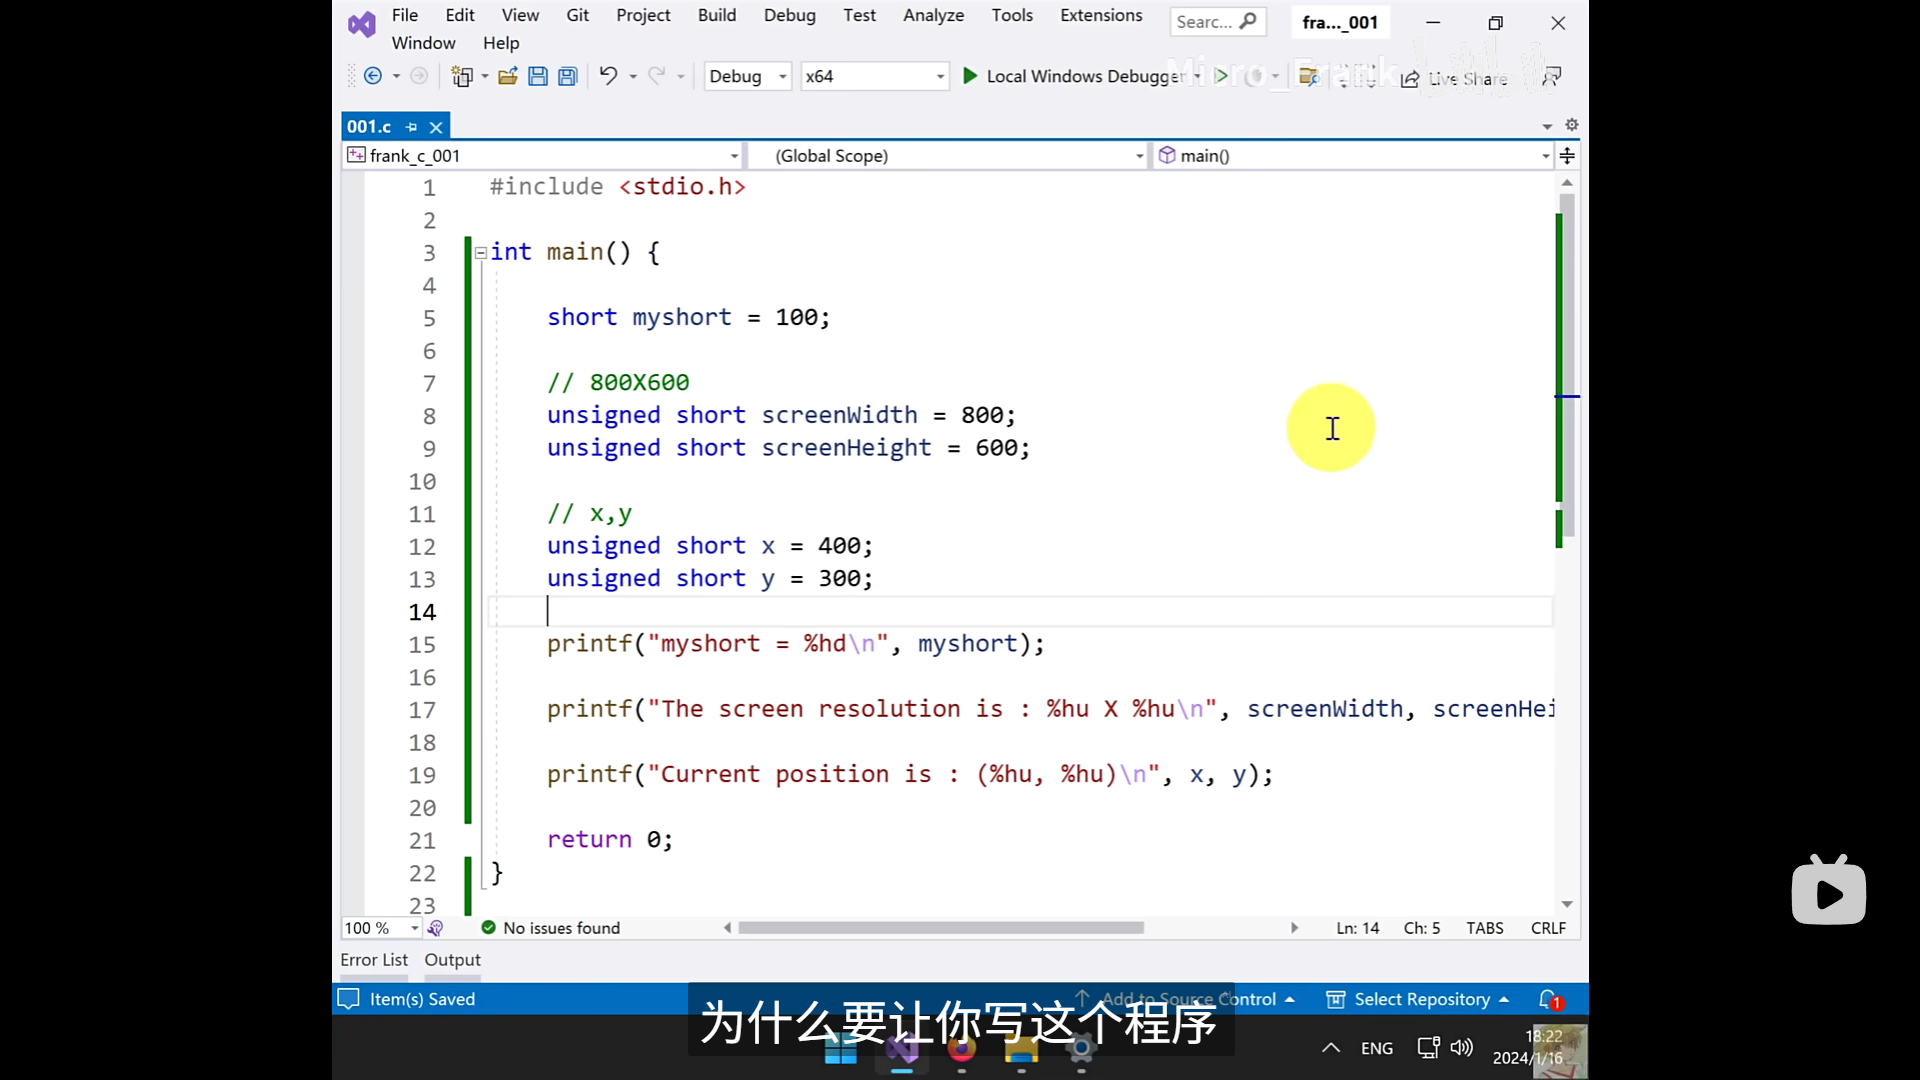 File Edit View Git Project Build Debug Test Analyze Tools Extensions Searc... fra..._001
Window Help
Debug x64 Local Windows Debugger Live Share
Micro_Frank
001.c
frank_c_001 (Global Scope) main()
1 #include <stdio.h>
2
3 int main() {
4
5 short myshort = 100;
6
7 // 800X600
8 unsigned short screenWidth = 800;
9 unsigned short screenHeight = 600;
10
11 // x,y
12 unsigned short x = 400;
13 unsigned short y = 300;
14
15 printf("myshort = %hd\n", myshort);
16
17 printf("The screen resolution is : %hu X %hu\n", screenWidth, screenHei
18
19 printf("Current position is : (%hu, %hu)\n", x, y);
20
21 return 0;
22 }
23
100 % No issues found Ln: 14 Ch: 5 TABS CRLF
Error List Output
Item(s) Saved Add to Source Control Select Repository 1
为什么要让你写这个程序
ENG 18:22
2024/1/16